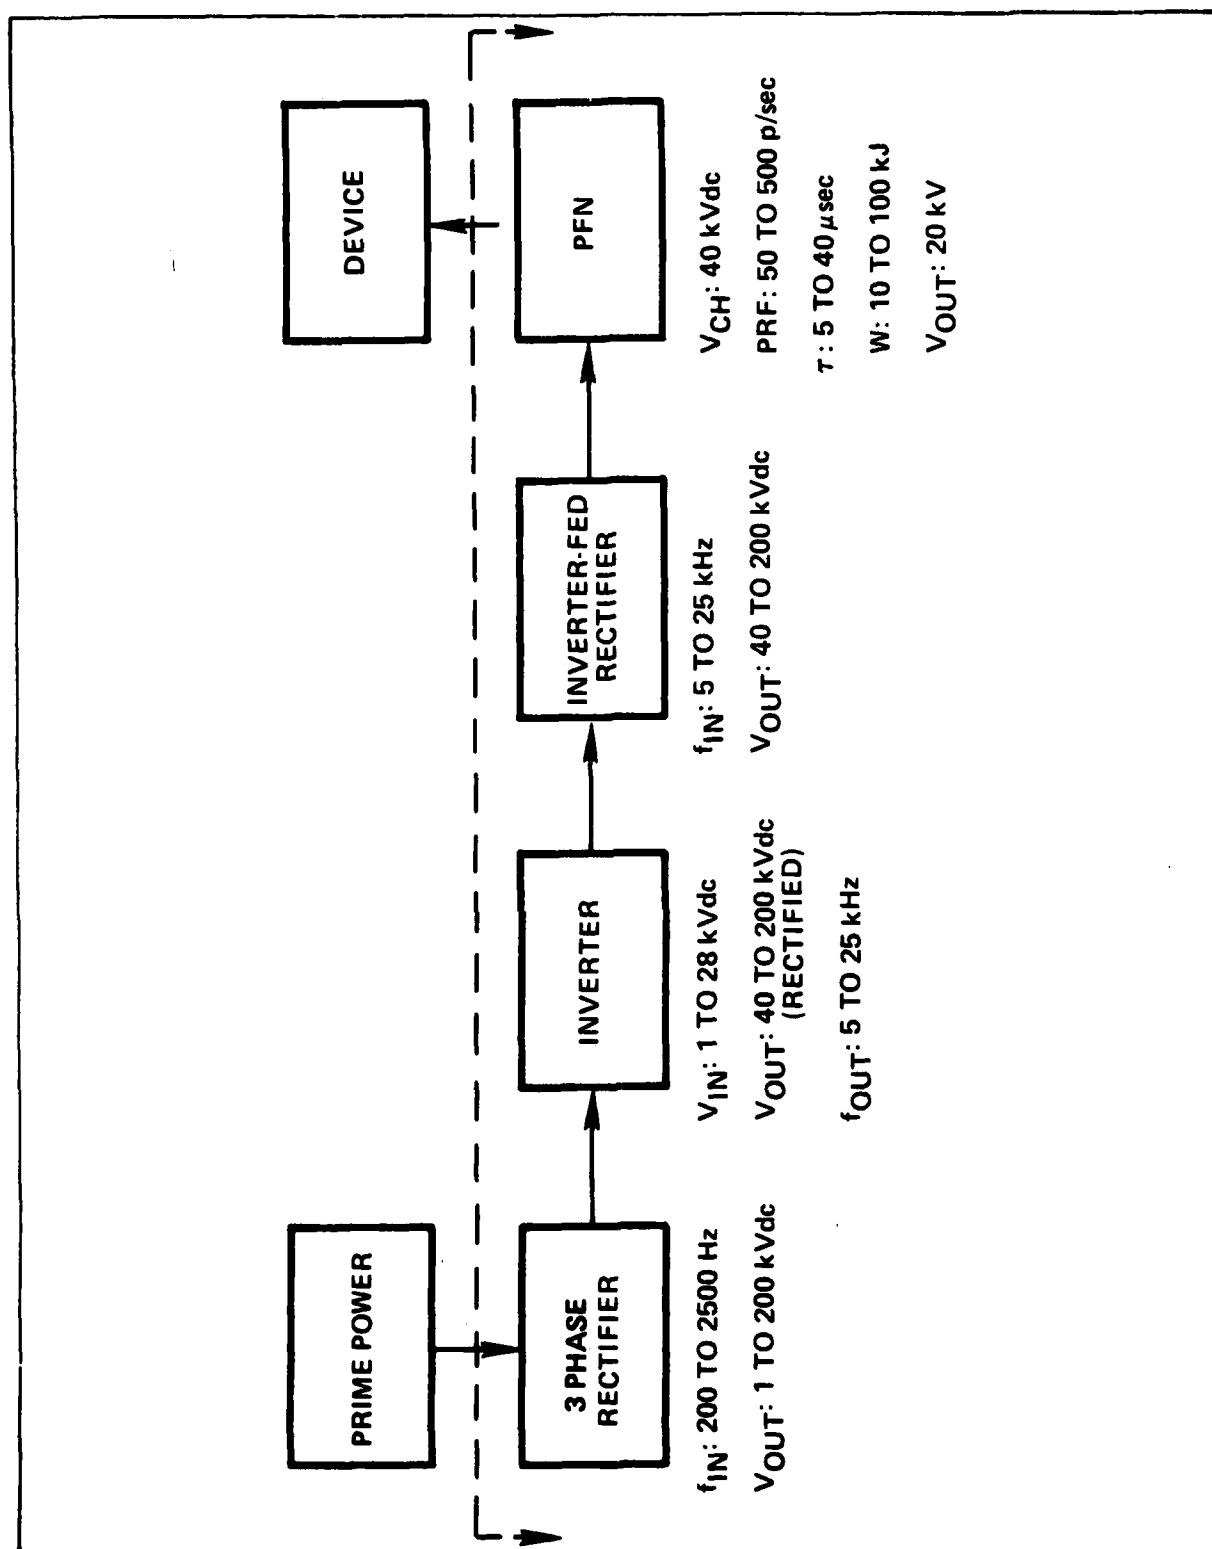 PRIME POWER
DEVICE
3 PHASE
RECTIFIER
INVERTER
INVERTER-FED
RECTIFIER
PFN
fIN: 200 TO 2500 Hz
VOUT: 1 TO 200 kVdc
VIN: 1 TO 28 kVdc
VOUT: 40 TO 200 kVdc
(RECTIFIED)
fOUT: 5 TO 25 kHz
fIN: 5 TO 25 kHz
VOUT: 40 TO 200 kVdc
VCH: 40 kVdc
PRF: 50 TO 500 p/sec
τ: 5 TO 40 μsec
W: 10 TO 100 kJ
VOUT: 20 kV